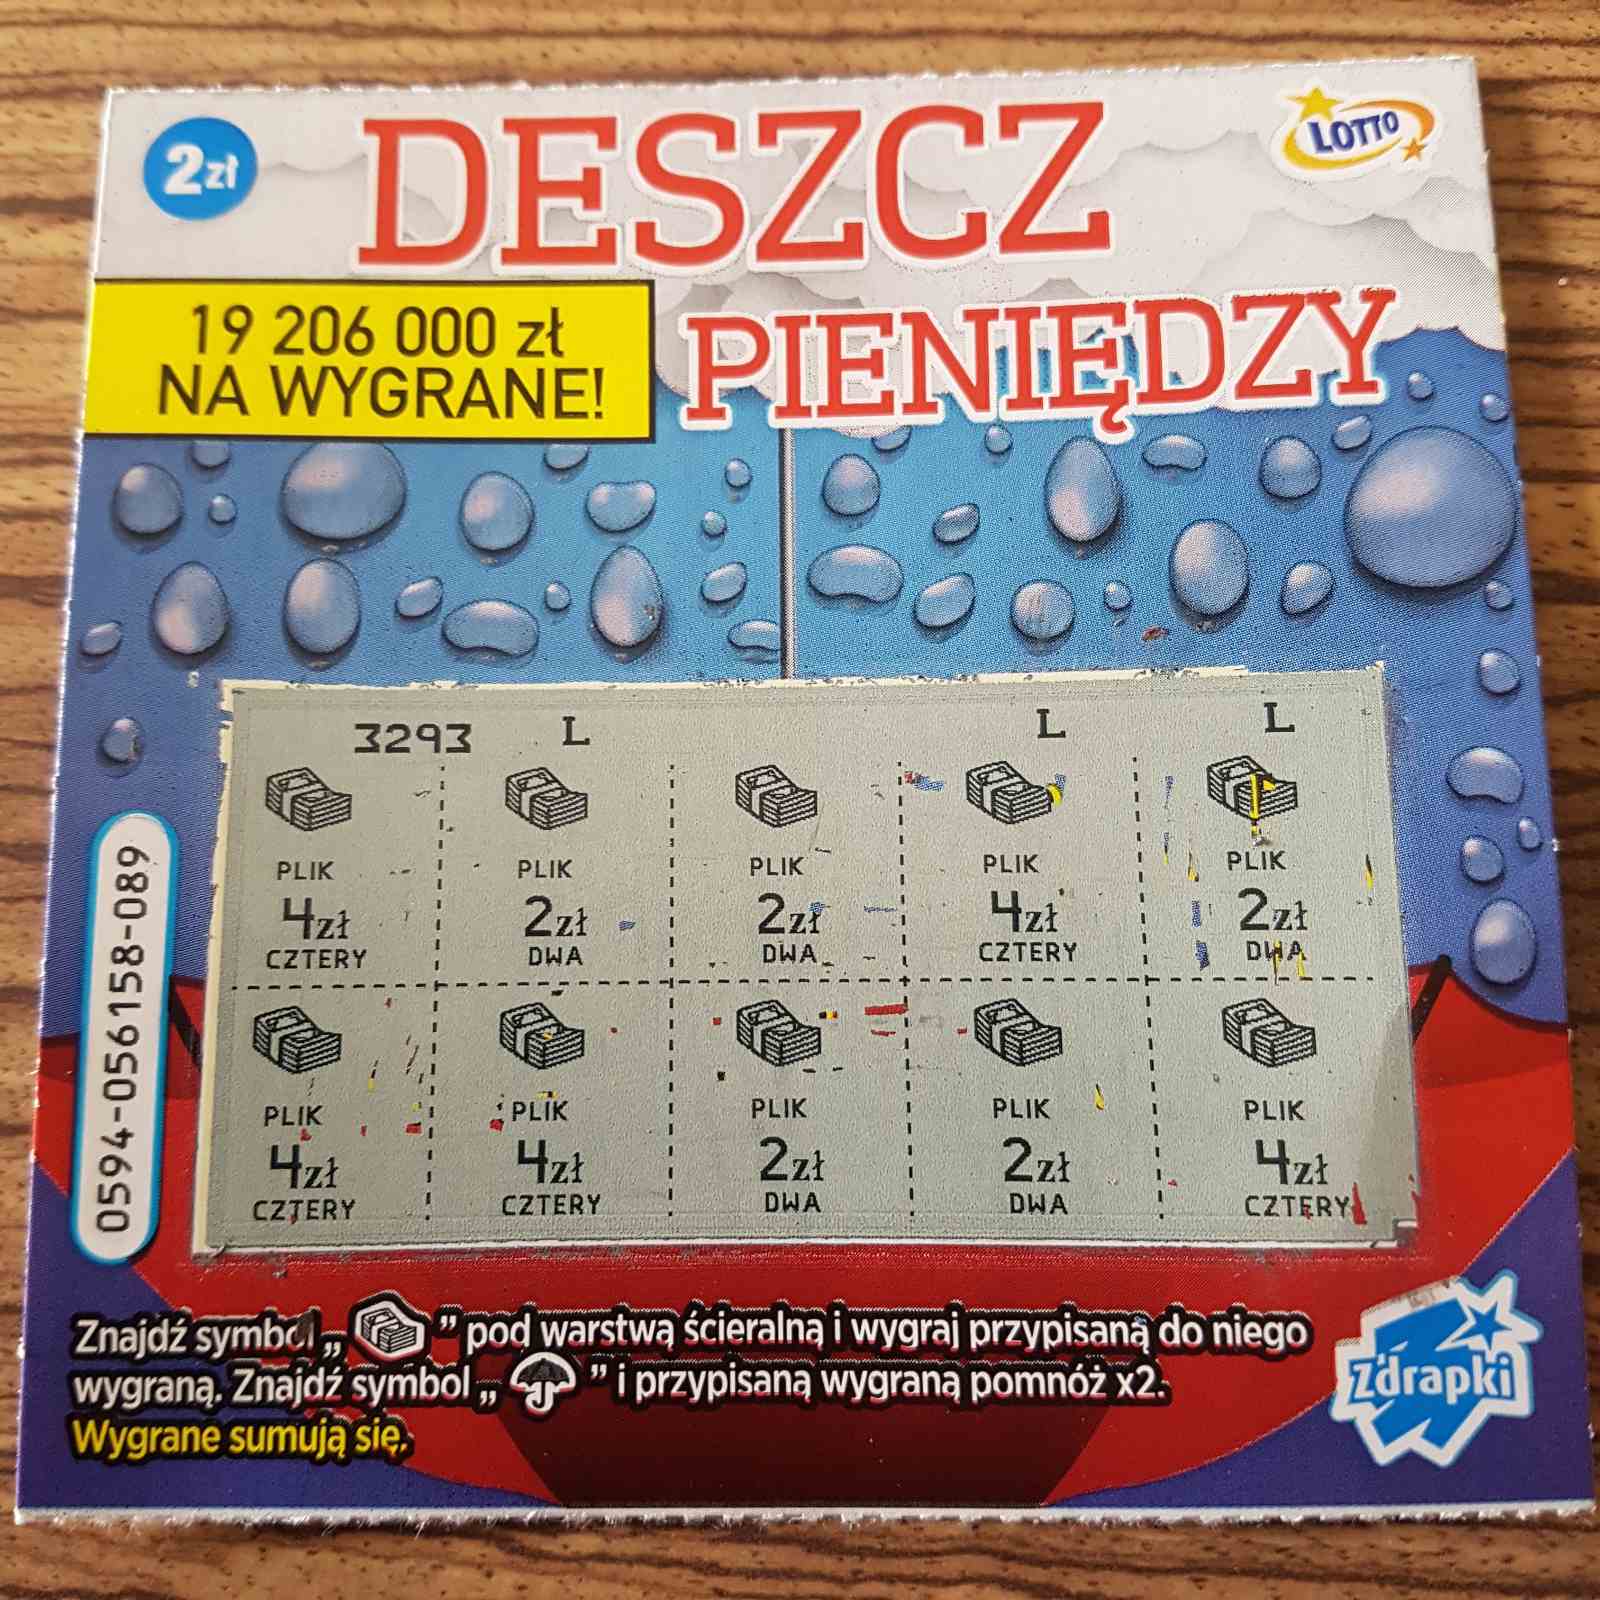 2zł
DESZCZ
LOTTO
19 206 000 zł
NA WYGRANE!
PIENIĘDZY
3293 L L L
PLIK PLIK PLIK PLIK PLIK
4zł 2zł 2zł 4zł 2zł
CZTERY DWA DWA CZTERY DWA
PLIK PLIK PLIK PLIK PLIK
4zł 4zł 2zł 2zł 4zł
CZTERY CZTERY DWA DWA CZTERY
0594-056158-089
Znajdź symbol „ ” pod warstwą ścieralną i wygraj przypisaną do niego
wygraną. Znajdź symbol „ ” i przypisaną wygraną pomnóż x2.
Wygrane sumują się.
Zdrapki